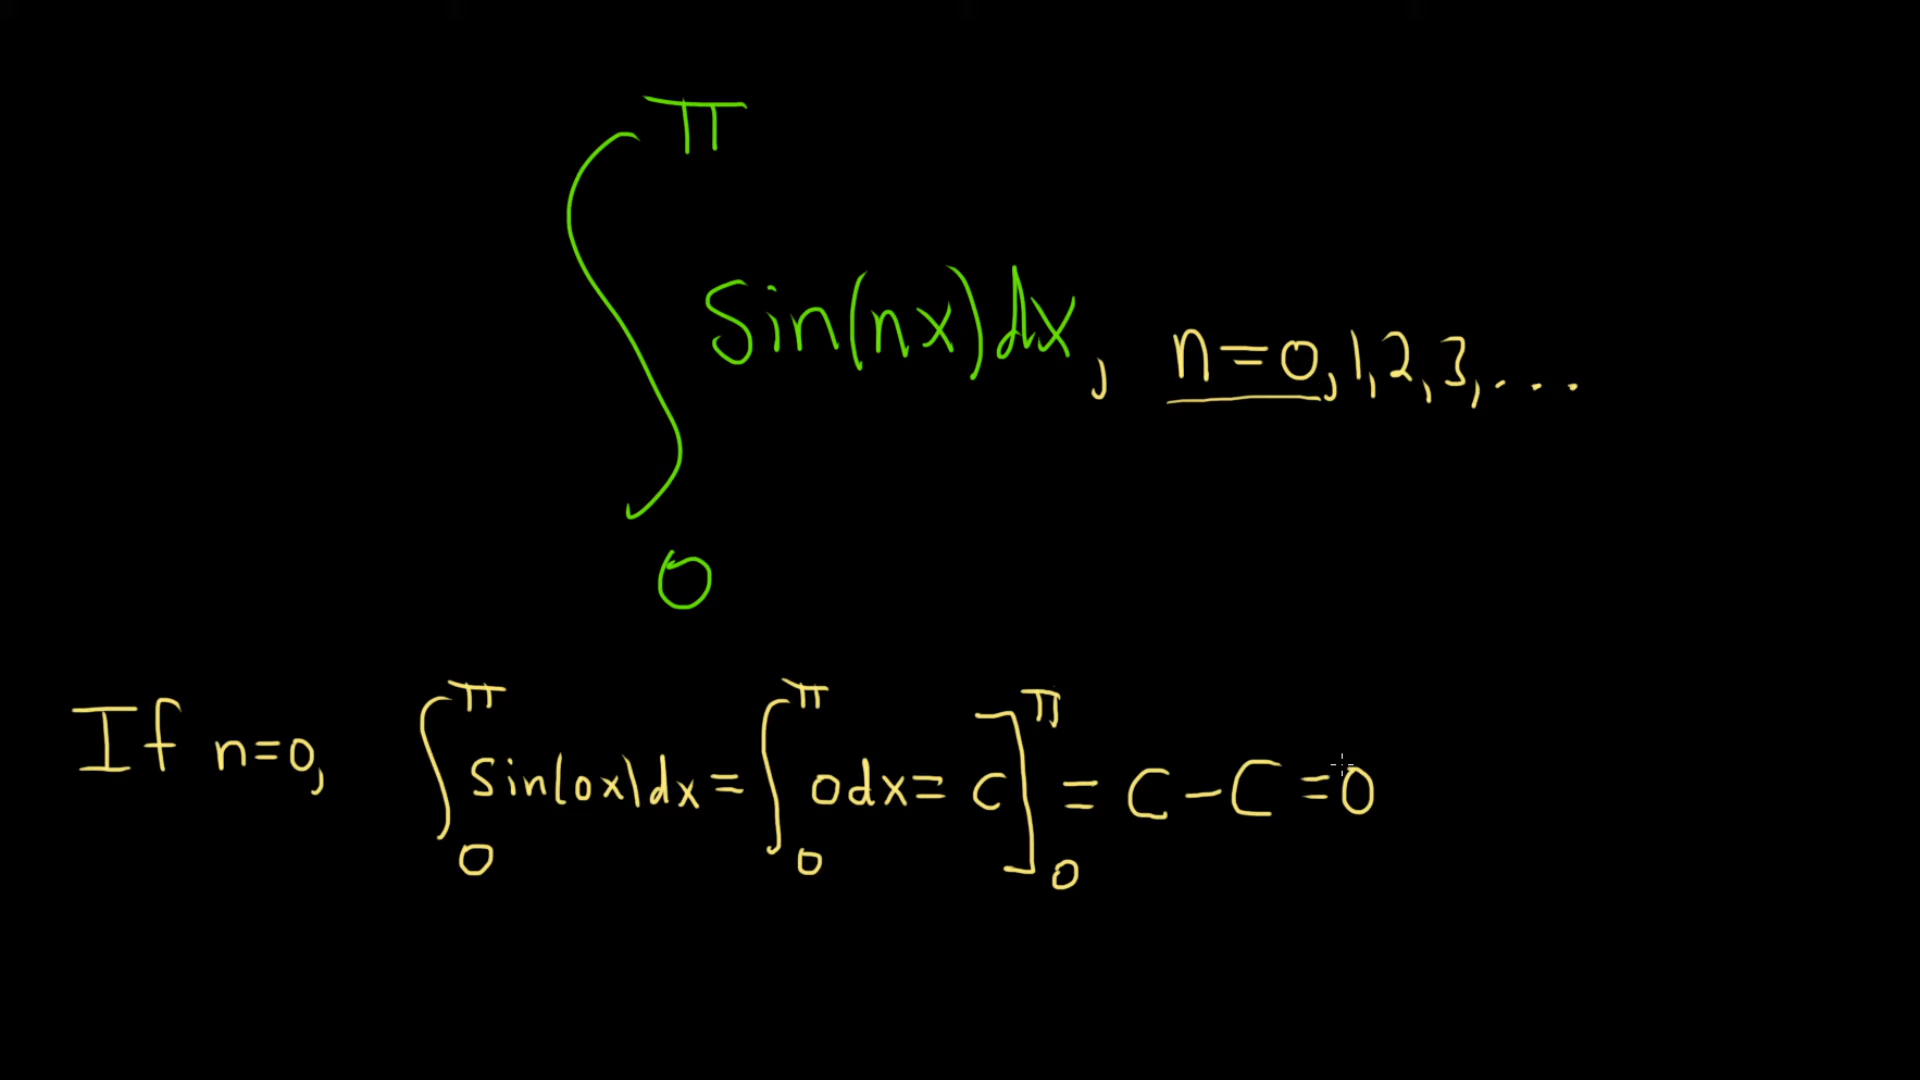 ∫₀^π Sin(nx)dx, n=0,1,2,3,...
If n=0, ∫₀^π Sin(0x)dx = ∫₀^π 0dx = C]₀^π = C - C = 0